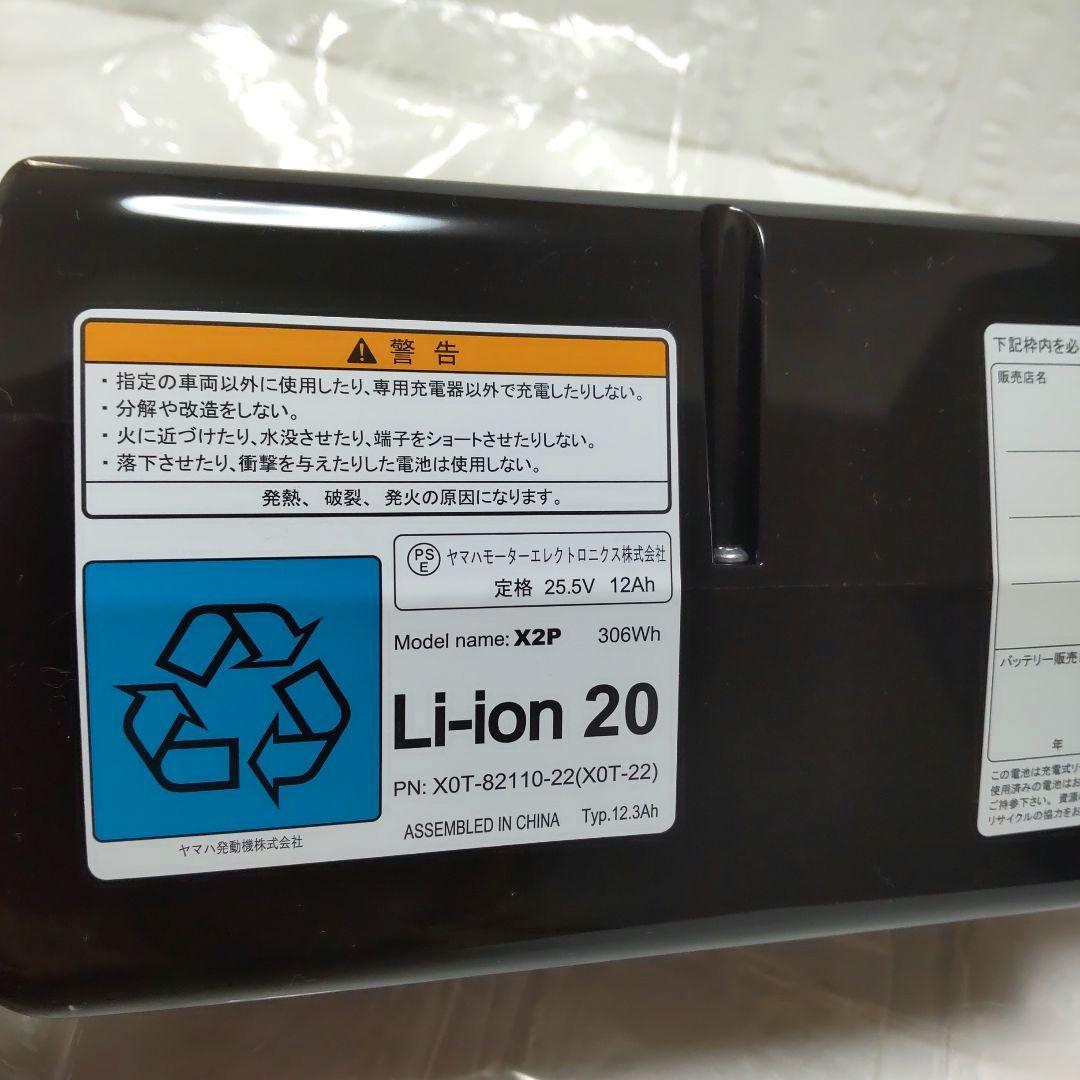 警告
・指定の車両以外に使用したり、専用充電器以外で充電したりしない。
・分解や改造をしない。
・火に近づけたり、水没させたり、端子をショートさせたりしない。
・落下させたり、衝撃を与えたりした電池は使用しない。
発熱、破裂、発火の原因になります。
PSE ヤマハモーターエレクトロニクス株式会社
定格 25.5V 12Ah
Model name: X2P 306Wh
Li-ion 20
PN: X0T-82110-22(X0T-22)
ASSEMBLED IN CHINA Typ.12.3Ah
ヤマハ発動機株式会社
下記枠内を必
販売店名
バッテリー販売
年
この電池は充電式リ
使用済みの電池はお
ご持参下さい。資源
リサイクルの協力をお